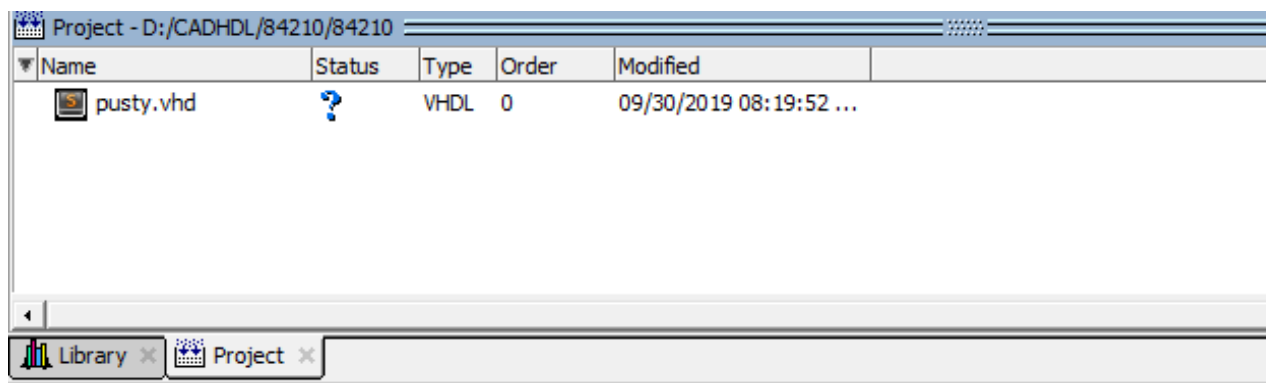 Project - D:/CADHDL/84210/84210
Name Status Type Order Modified
S pusty.vhd ? VHDL 0 09/30/2019 08:19:52 ...
Library Project